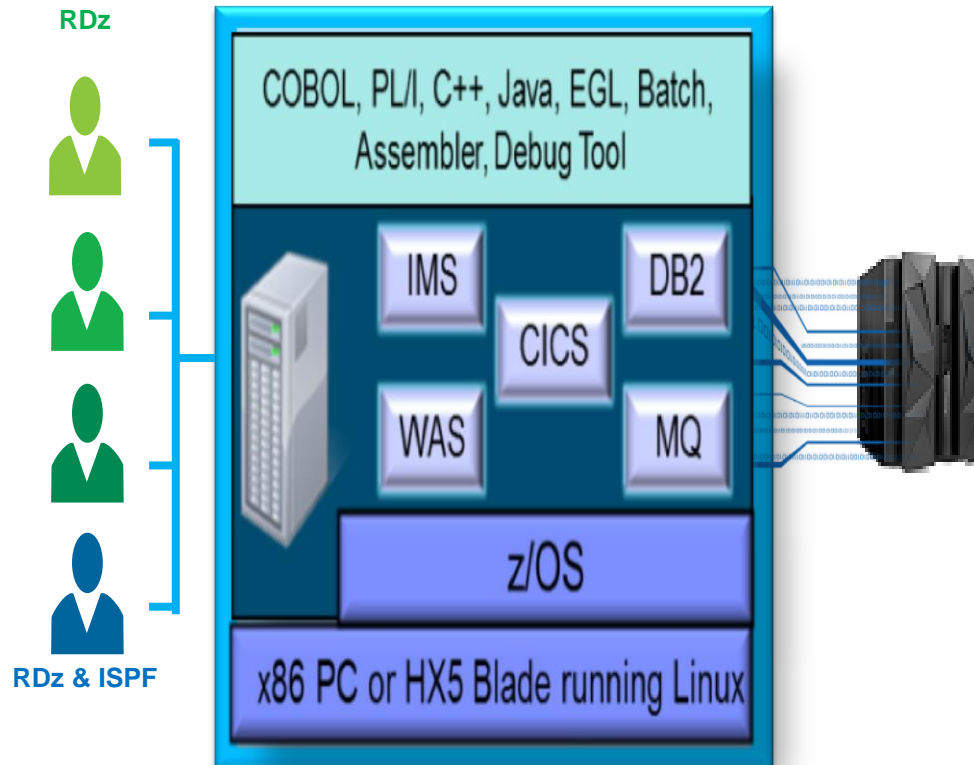 RDz
COBOL, PL/I, C++, Java, EGL, Batch,
Assembler, Debug Tool
IMS
DB2
CICS
WAS
MQ
z/OS
RDz & ISPF
x86 PC or HX5 Blade running Linux